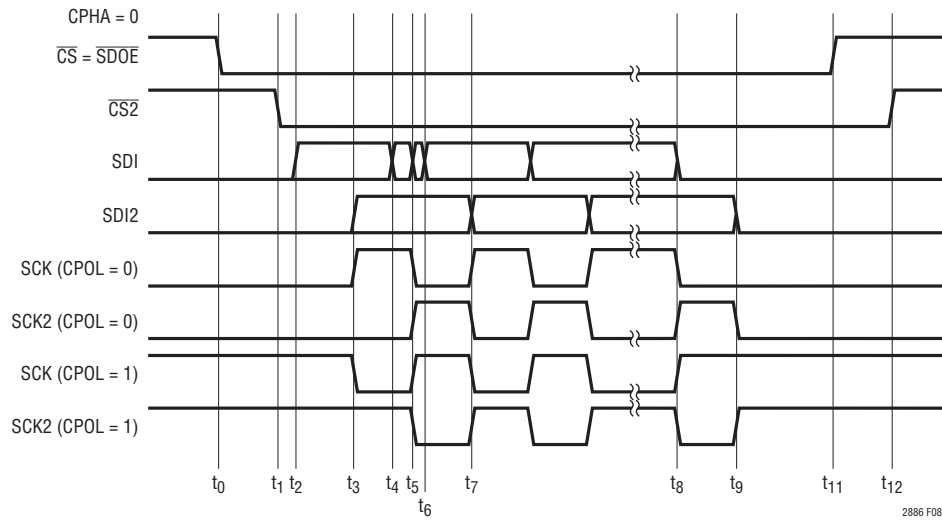 CPHA = 0
CS = SDOE
CS2
SDI
SDI2
SCK (CPOL = 0)
SCK2 (CPOL = 0)
SCK (CPOL = 1)
SCK2 (CPOL = 1)
t0 t1 t2 t3 t4 t5 t6 t7 t8 t9 t11 t12
2886 F08